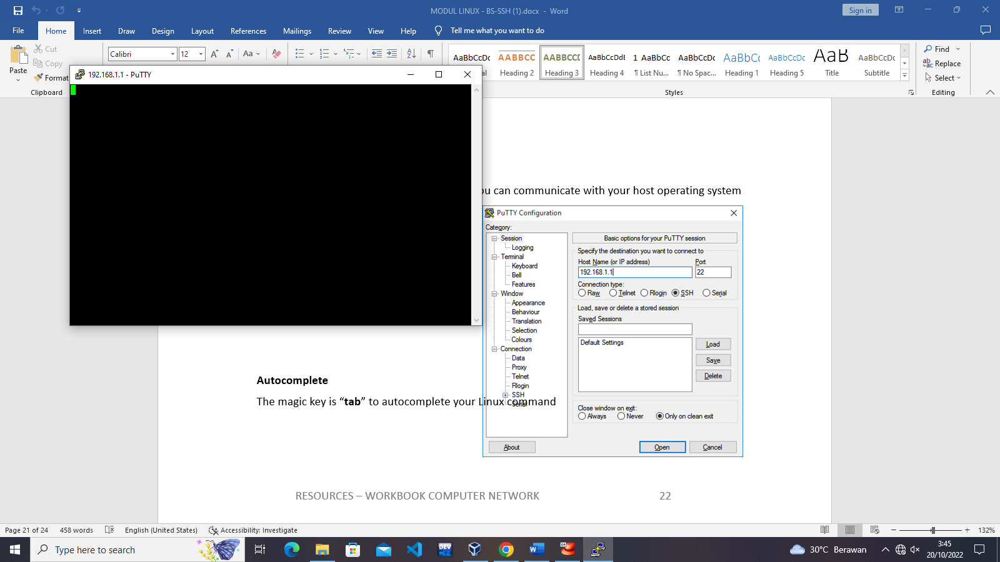 MODUL LINUX - BS-SSH (1).docx - Word
Sign in
File Home Insert Draw Design Layout References Mailings Review View Help Tell me what you want to do
Paste
Cut
Copy
Format
Clipboard
Calibri 12
Aa
AaBbCcDc AABBCC AABBCCD AaBbCcDdE 1 AaBbCc AaBbCcDc AaBbCc AaBbCcDc AaB AaBbCcDc
al Heading 2 Heading 3 Heading 4 ¶ List Nu... ¶ No Spac... Heading 1 Heading 5 Title Subtitle
Styles
Find
Replace
Select
Editing
192.168.1.1 - PuTTY
ou can communicate with your host operating system
PuTTY Configuration
Category:
Session
Logging
Terminal
Keyboard
Bell
Features
Window
Appearance
Behaviour
Translation
Selection
Colours
Connection
Data
Proxy
Telnet
Rlogin
SSH
Serial
Basic options for your PuTTY session
Specify the destination you want to connect to
Host Name (or IP address) Port
192.168.1.1 22
Connection type:
Raw Telnet Rlogin SSH Serial
Load, save or delete a stored session
Saved Sessions
Default Settings
Load
Save
Delete
Close window on exit:
Always Never Only on clean exit
About Open Cancel
Autocomplete
The magic key is “tab” to autocomplete your Linux command
RESOURCES – WORKBOOK COMPUTER NETWORK 22
Page 21 of 24 458 words English (United States) Accessibility: Investigate 132%
Type here to search
DEV
30°C Berawan
3:45
20/10/2022